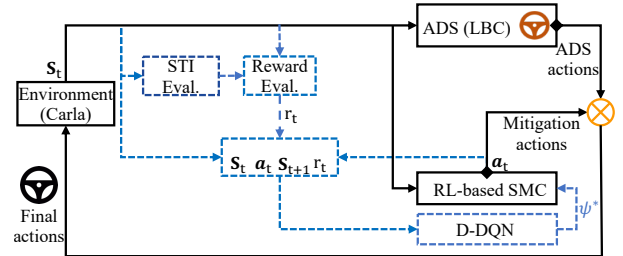 ADS (LBC)
ADS
actions
S_t
STI
Eval.
Reward
Eval.
Environment
(Carla)
r_t
Mitigation
actions
S_t a_t S_{t+1} r_t
a_t
RL-based SMC
Final
actions
D-DQN
ψ*